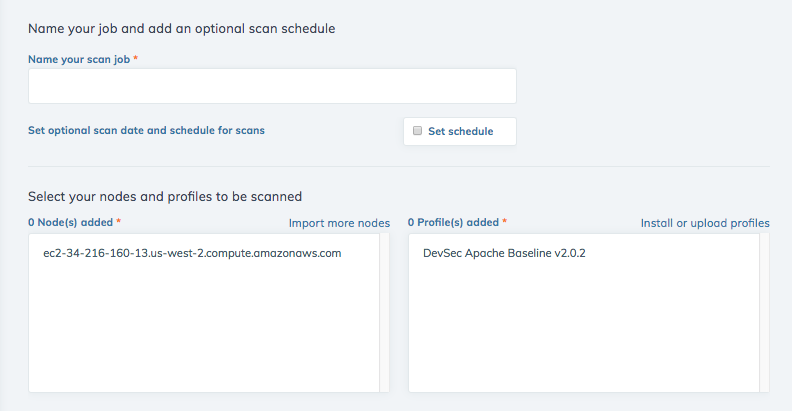 Name your job and add an optional scan schedule
Name your scan job *
Set optional scan date and schedule for scans
Set schedule
Select your nodes and profiles to be scanned
0 Node(s) added * Import more nodes
0 Profile(s) added * Install or upload profiles
ec2-34-216-160-13.us-west-2.compute.amazonaws.com
DevSec Apache Baseline v2.0.2